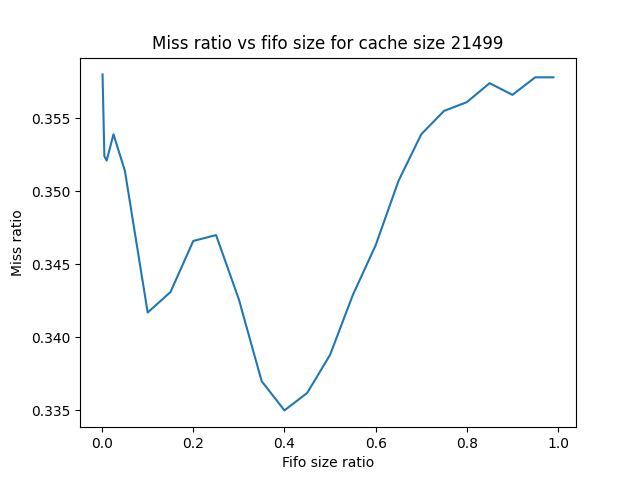 Miss ratio vs fifo size for cache size 21499
0.355
0.350
0.345
0.340
0.335
Miss ratio
0.0 0.2 0.4 0.6 0.8 1.0
Fifo size ratio